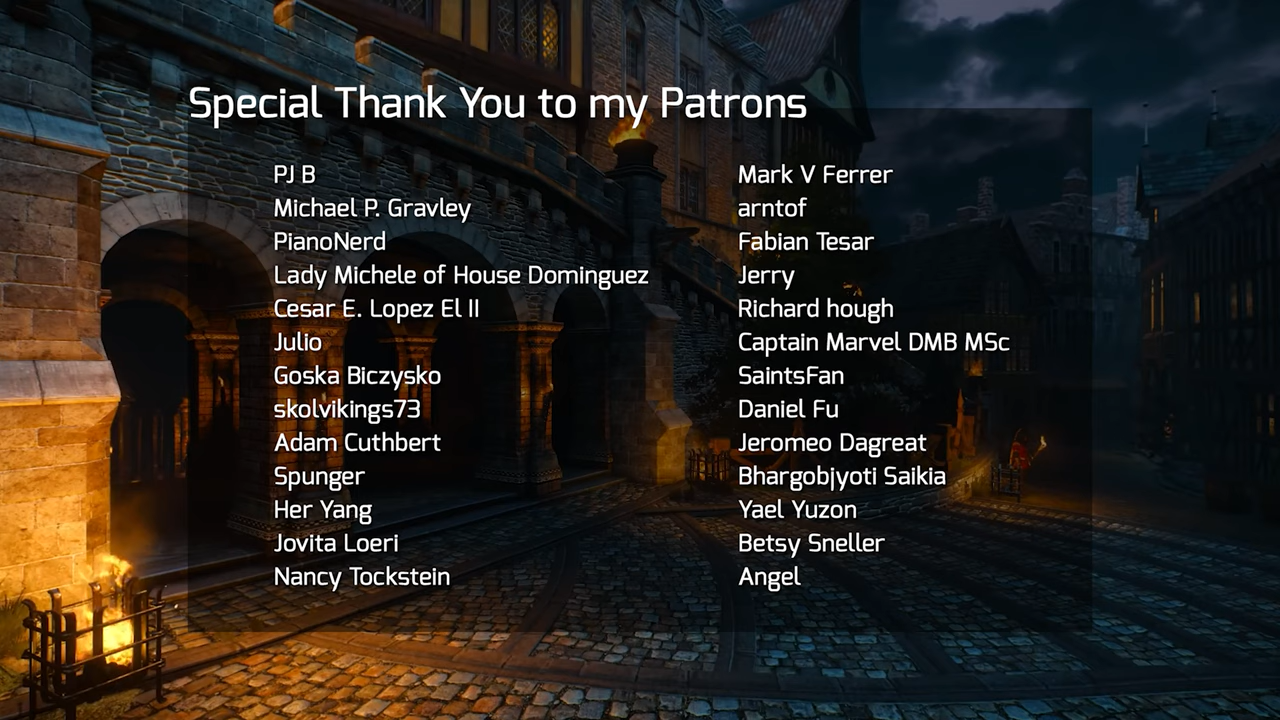 Special Thank You to my Patrons
PJ B
Michael P. Gravley
PianoNerd
Lady Michele of House Dominguez
Cesar E. Lopez El II
Julio
Goska Biczysko
skolvikings73
Adam Cuthbert
Spunger
Her Yang
Jovita Loeri
Nancy Tockstein
Mark V Ferrer
arntof
Fabian Tesar
Jerry
Richard hough
Captain Marvel DMB MSc
SaintsFan
Daniel Fu
Jeromeo Dagreat
Bhargobjyoti Saikia
Yael Yuzon
Betsy Sneller
Angel